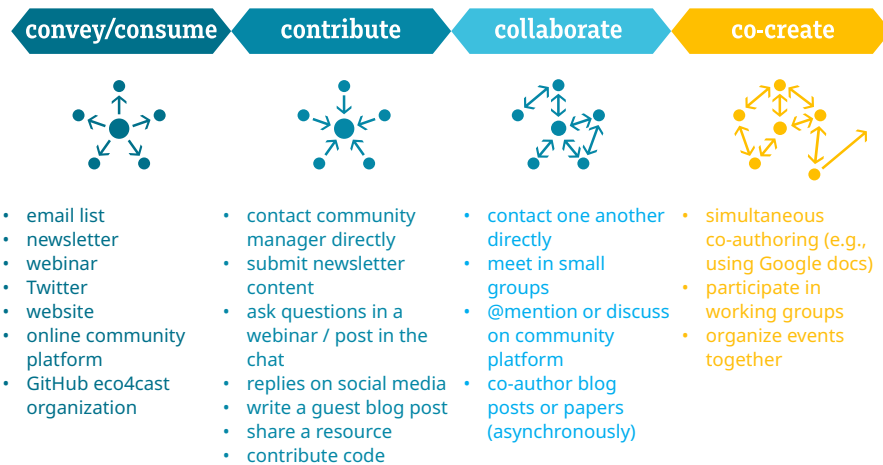 convey/consume
contribute
collaborate
co-create
• email list
• newsletter
• webinar
• Twitter
• website
• online community
platform
• GitHub eco4cast
organization
• contact community
manager directly
• submit newsletter
content
• ask questions in a
webinar / post in the
chat
• replies on social media
• write a guest blog post
• share a resource
• contribute code
• contact one another
directly
• meet in small
groups
• @mention or discuss
on community
platform
• co-author blog
posts or papers
(asynchronously)
• simultaneous
co-authoring (e.g.,
using Google docs)
• participate in
working groups
• organize events
together